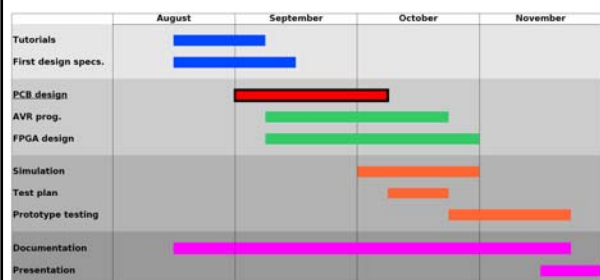 August September October November
Tutorials
First design specs.
PCB design
AVR prog.
FPGA design
Simulation
Test plan
Prototype testing
Documentation
Presentation